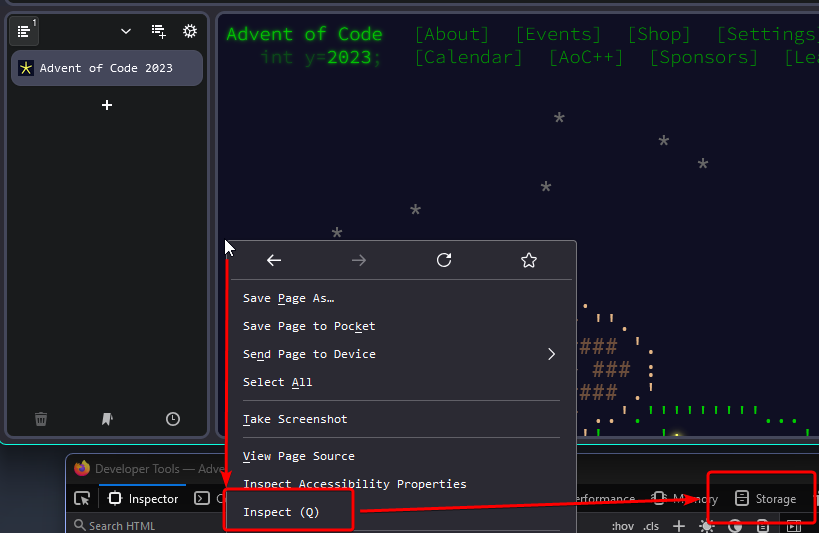 1
Advent of Code [About] [Events] [Shop] [Settings
int y=2023; [Calendar] [AoC++] [Sponsors] [Lea
Advent of Code 2023
Save Page As…
Save Page to Pocket
Send Page to Device
Select All
Take Screenshot
View Page Source
Inspect Accessibility Properties
Inspect (Q)
Developer Tools — Adve
Inspector
erformance
Memory
Storage
Search HTML
:hov .cls